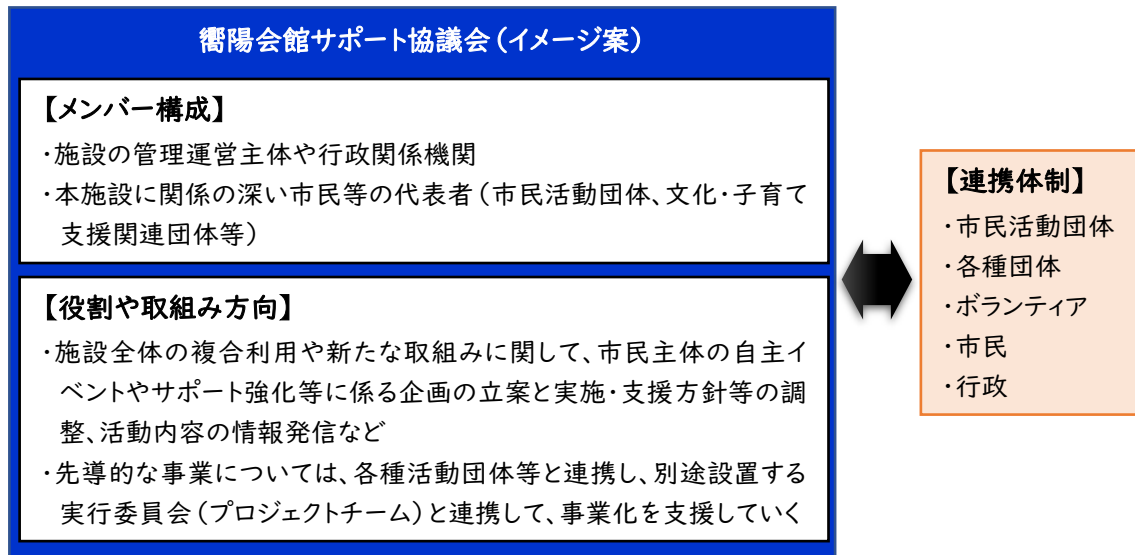 嚮陽会館サポート協議会(イメージ案)
【メンバー構成】
・施設の管理運営主体や行政関係機関
・本施設に関係の深い市民等の代表者(市民活動団体、文化・子育て
支援関連団体等)
【役割や取組み方向】
・施設全体の複合利用や新たな取組みに関して、市民主体の自主イ
ベントやサポート強化等に係る企画の立案と実施・支援方針等の調
整、活動内容の情報発信など
・先導的な事業については、各種活動団体等と連携し、別途設置する
実行委員会(プロジェクトチーム)と連携して、事業化を支援していく
【連携体制】
・市民活動団体
・各種団体
・ボランティア
・市民
・行政